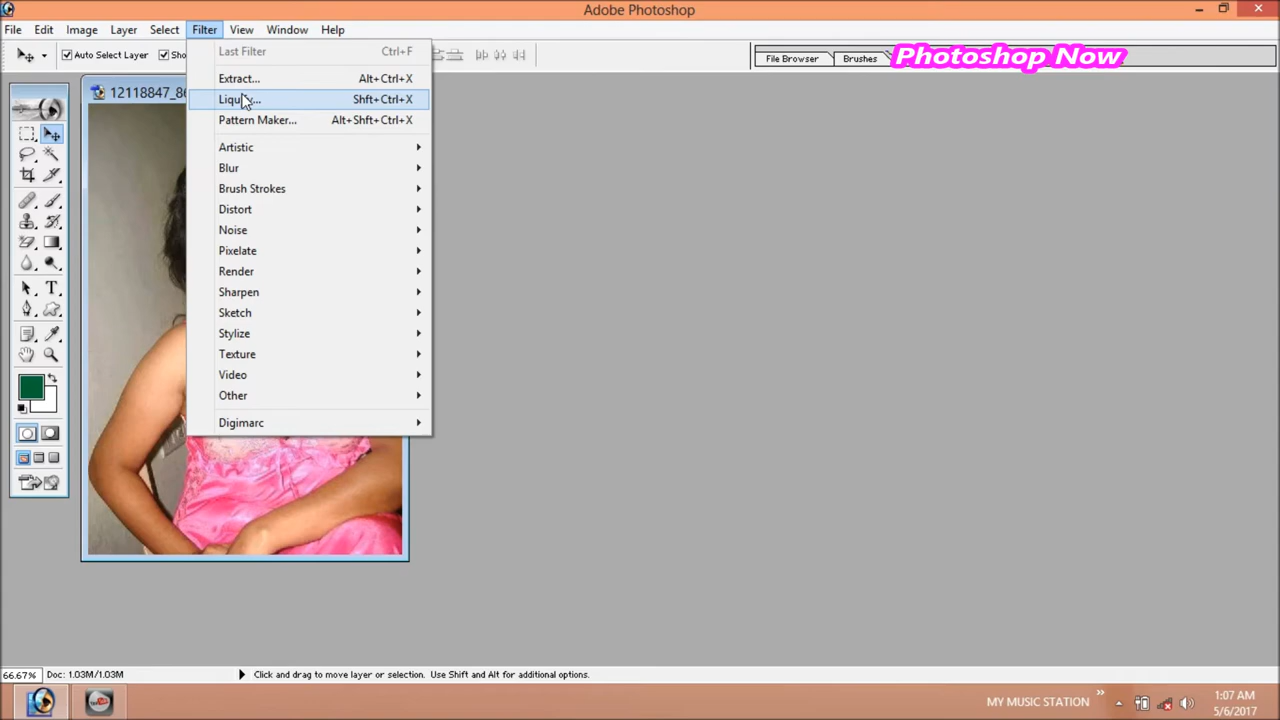 Adobe Photoshop
File Edit Image Layer Select Filter View Window Help
Auto Select Layer
File Browser Brushes
Photoshop Now
Last Filter Ctrl+F
Extract... Alt+Ctrl+X
Shft+Ctrl+X
Pattern Maker... Alt+Shft+Ctrl+X
Artistic
Blur
Brush Strokes
Distort
Noise
Pixelate
Render
Sharpen
Sketch
Stylize
Texture
Video
Other
Digimarc
66.67% Doc: 1.03M/1.03M Click and drag to move layer or selection. Use Shift and Alt for additional options.
MY MUSIC STATION
1:07 AM
5/6/2017